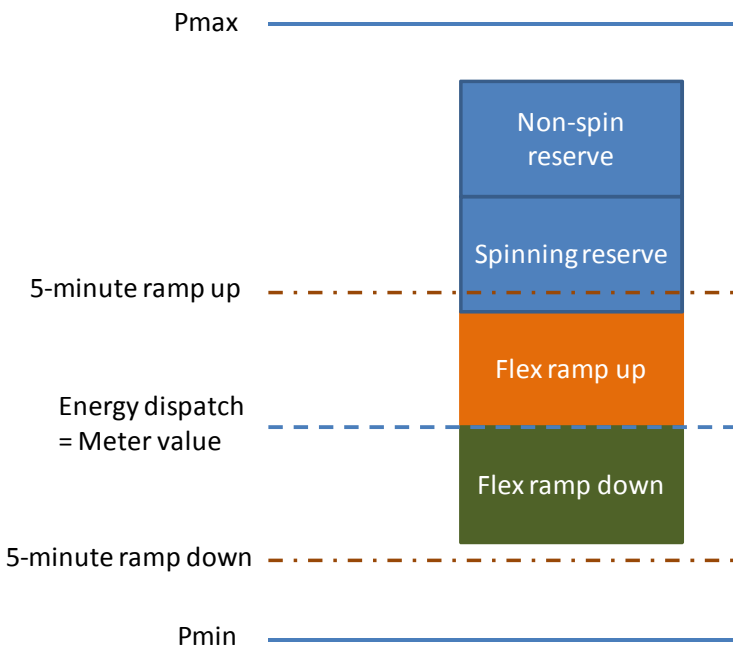 Pmax
Non-spin
reserve
Spinning reserve
5-minute ramp up
Flex ramp up
Energy dispatch
= Meter value
Flex ramp down
5-minute ramp down
Pmin